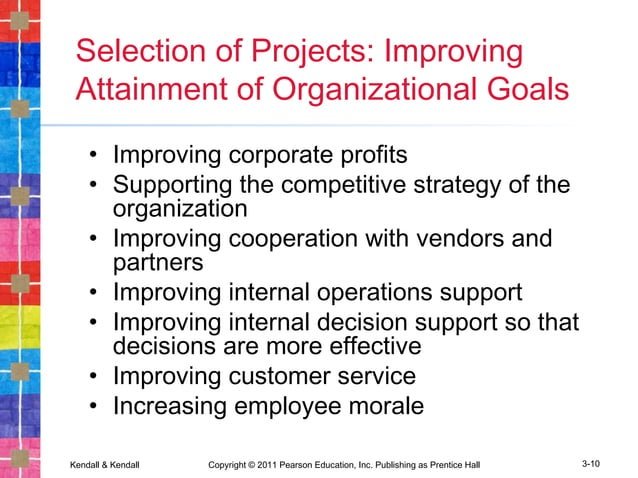 Selection of Projects: Improving
Attainment of Organizational Goals
• Improving corporate profits
• Supporting the competitive strategy of the
organization
• Improving cooperation with vendors and
partners
• Improving internal operations support
• Improving internal decision support so that
decisions are more effective
• Improving customer service
• Increasing employee morale
Kendall & Kendall Copyright © 2011 Pearson Education, Inc. Publishing as Prentice Hall 3-10